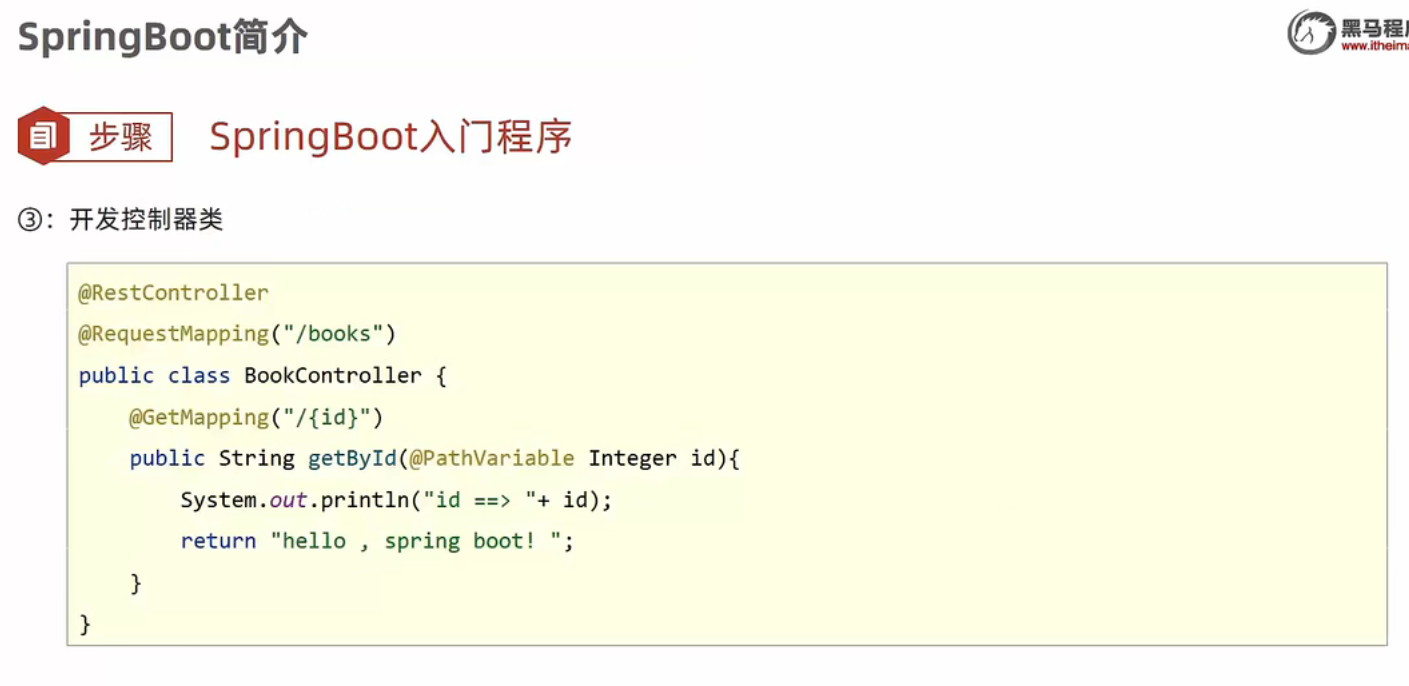 SpringBoot简介
黑马程
www.itheim
步骤
SpringBoot入门程序
③：开发控制器类
@RestController
@RequestMapping("/books")
public class BookController {
@GetMapping("/{id}")
public String getById(@PathVariable Integer id){
System.out.println("id ==> "+ id);
return "hello , spring boot! ";
}
}